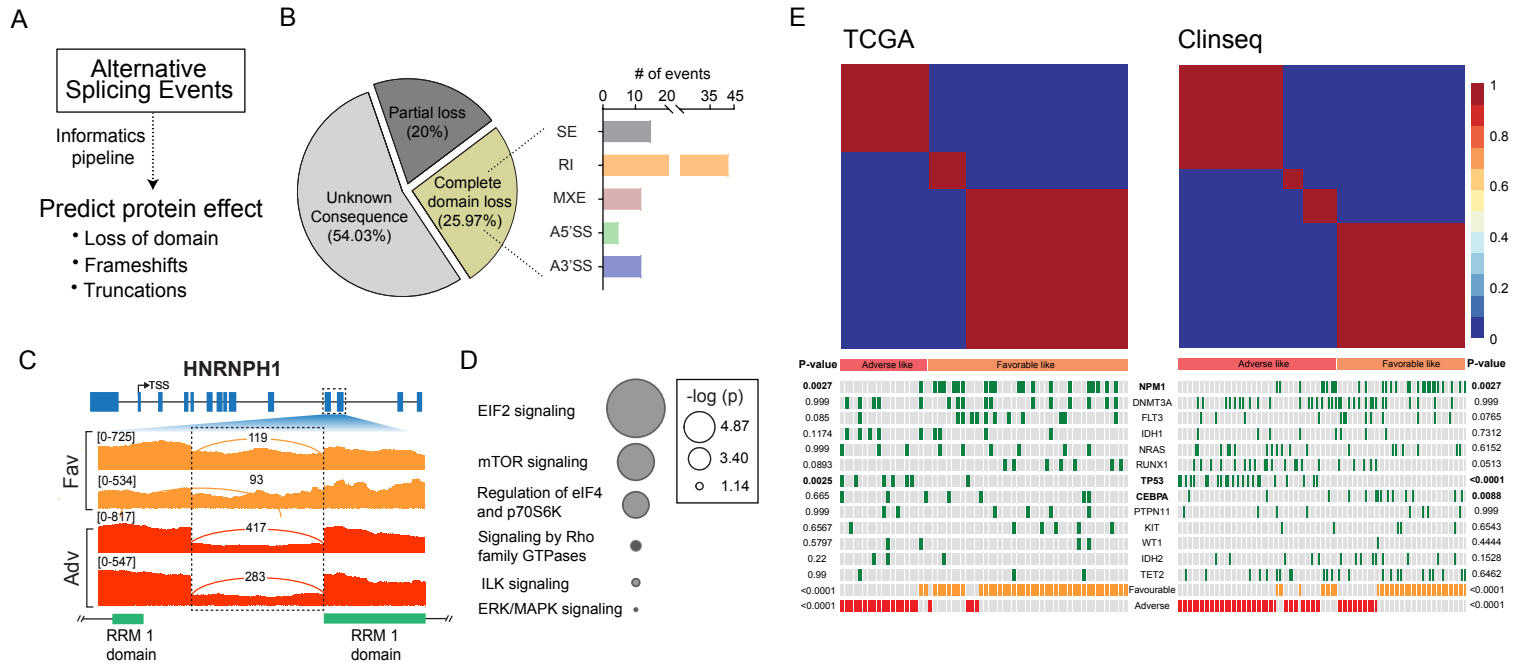 A
Alternative
Splicing Events
Informatics
pipeline
Predict protein effect
• Loss of domain
• Frameshifts
• Truncations
B
Partial loss
(20%)
Complete
domain loss
(25.97%)
Unknown
Consequence
(54.03%)
# of events
0 10 20 35 45
SE
RI
MXE
A5'SS
A3'SS
C
HNRNPH1
TSS
Fav
[0-725]
119
[0-534]
93
Adv
[0-817]
417
[0-547]
283
RRM 1
domain
RRM 1
domain
D
EIF2 signaling
mTOR signaling
Regulation of eIF4
and p70S6K
Signaling by Rho
family GTPases
ILK signaling
ERK/MAPK signaling
-log (p)
4.87
3.40
1.14
E
TCGA
Clinseq
1
0.8
0.6
0.4
0.2
0
P-value Adverse like Favorable like Adverse like Favorable like P-value
0.0027 NPM1 0.0027
0.999 DNMT3A 0.999
0.085 FLT3 0.0765
0.1174 IDH1 0.7312
0.999 NRAS 0.6152
0.0893 RUNX1 0.0513
0.0025 TP53 <0.0001
0.665 CEBPA 0.0088
0.999 PTPN11 0.999
0.6567 KIT 0.6543
0.5797 WT1 0.4444
0.22 IDH2 0.1528
0.99 TET2 0.6462
<0.0001 Favourable <0.0001
<0.0001 Adverse <0.0001